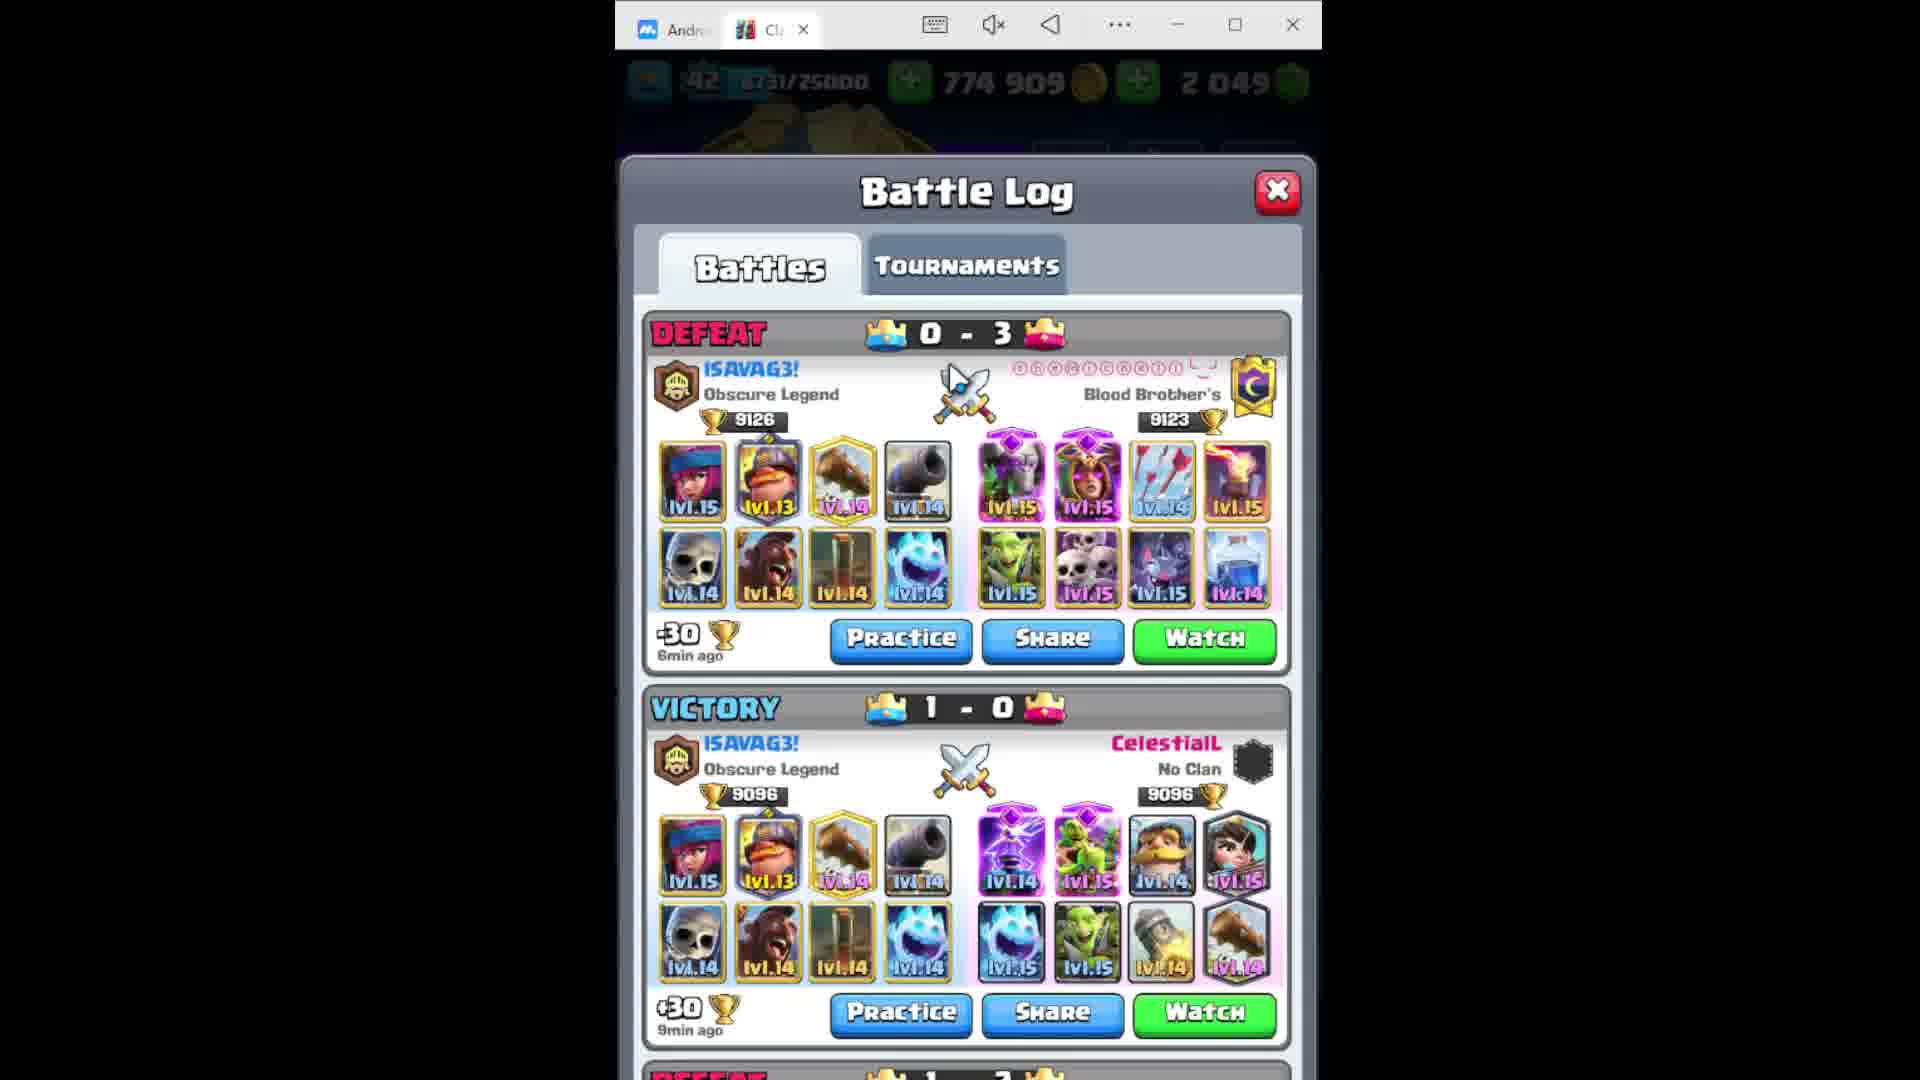 Andro
Cla
42
6731/25000
774 909
2 049
Battle Log
Battles
Tournaments
DEFEAT
0 - 3
ISAVAG3!
Obscure Legend
Blood Brother's
9126
9123
lvl.15 lvl.13 lvl.14 lvl.14 lvl.15 lvl.15 lvl.14 lvl.15
lvl.14 lvl.14 lvl.14 lvl.14 lvl.15 lvl.15 lvl.15 lvl.14
-30
6min ago
Practice
Share
Watch
VICTORY
1 - 0
ISAVAG3!
Obscure Legend
CelestialL
No Clan
9096
9096
lvl.15 lvl.13 lvl.14 lvl.14 lvl.14 lvl.15 lvl.14 lvl.15
lvl.14 lvl.14 lvl.14 lvl.14 lvl.15 lvl.15 lvl.14 lvl.14
+30
9min ago
Practice
Share
Watch
DEFEAT